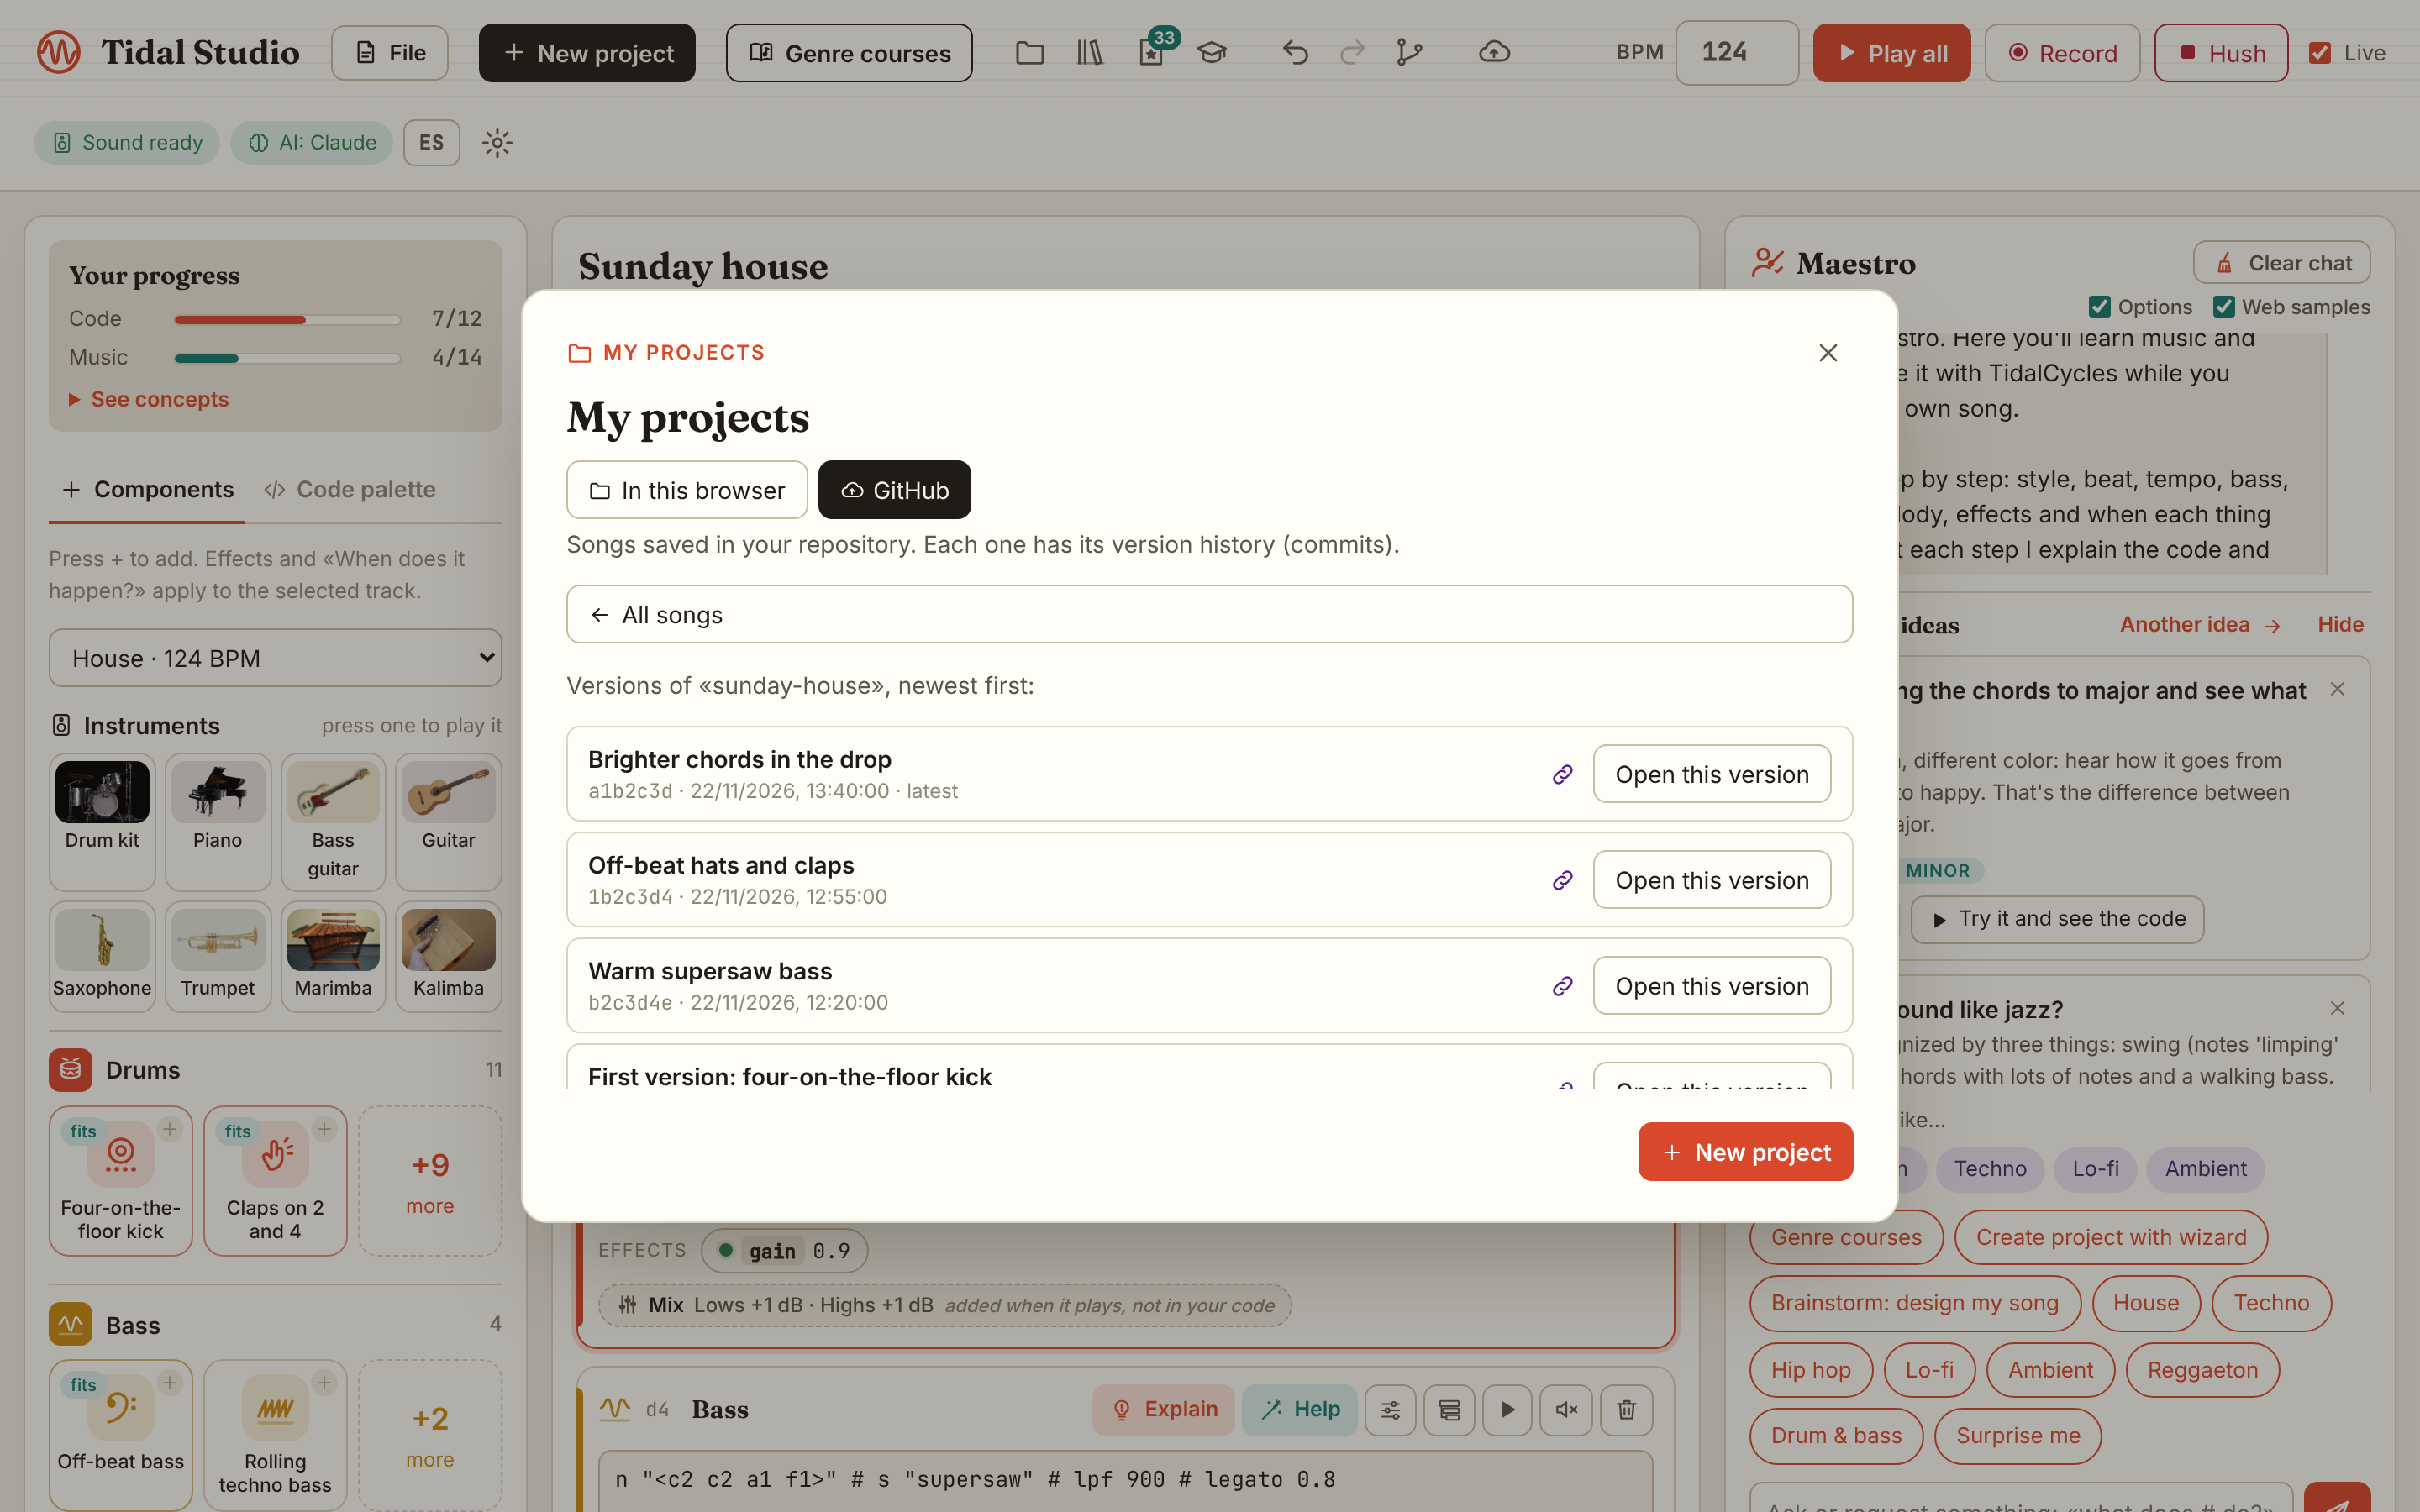 Tidal Studio
File
New project
Genre courses
33
BPM
124
Play all
Record
Hush
Live
Sound ready
AI: Claude
ES
Your progress
Code
7/12
Music
4/14
See concepts
Components
Code palette
Press + to add. Effects and «When does it
happen?» apply to the selected track.
House · 124 BPM
Instruments
press one to play it
Drum kit
Piano
Bass
guitar
Guitar
Saxophone
Trumpet
Marimba
Kalimba
Drums
11
fits
Four-on-the-
floor kick
fits
Claps on 2
and 4
+9
more
Bass
4
fits
Off-beat bass
Rolling
techno bass
+2
more
Sunday house
MY PROJECTS
My projects
In this browser
GitHub
Songs saved in your repository. Each one has its version history (commits).
← All songs
Versions of «sunday-house», newest first:
Brighter chords in the drop
a1b2c3d · 22/11/2026, 13:40:00 · latest
Open this version
Off-beat hats and claps
1b2c3d4 · 22/11/2026, 12:55:00
Open this version
Warm supersaw bass
b2c3d4e · 22/11/2026, 12:20:00
Open this version
First version: four-on-the-floor kick
Open this version
New project
EFFECTS
gain 0.9
Mix Lows +1 dB · Highs +1 dB added when it plays, not in your code
d4
Bass
Explain
Help
n "<c2 c2 a1 f1>" # s "supersaw" # lpf 900 # legato 0.8
Maestro
Clear chat
Options
Web samples
stro. Here you'll learn music and
e it with TidalCycles while you
own song.
p by step: style, beat, tempo, bass,
lody, effects and when each thing
t each step I explain the code and
ideas
Another idea →
Hide
ng the chords to major and see what
, different color: hear how it goes from
to happy. That's the difference between
ajor.
MINOR
Try it and see the code
ound like jazz?
gnized by three things: swing (notes 'limping'
hords with lots of notes and a walking bass.
ike...
Techno
Lo-fi
Ambient
Genre courses
Create project with wizard
Brainstorm: design my song
House
Techno
Hip hop
Lo-fi
Ambient
Reggaeton
Drum & bass
Surprise me
Ask or request something: «what does # do?»